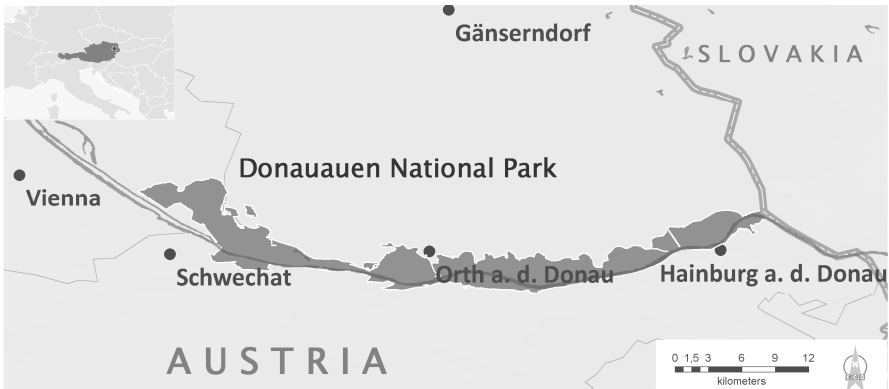 Gänserndorf
SLOVAKIA
Donauauen National Park
Vienna
Schwechat
Orth a. d. Donau
Hainburg a. d. Donau
AUSTRIA
0 1,5 3 6 9 12
kilometers